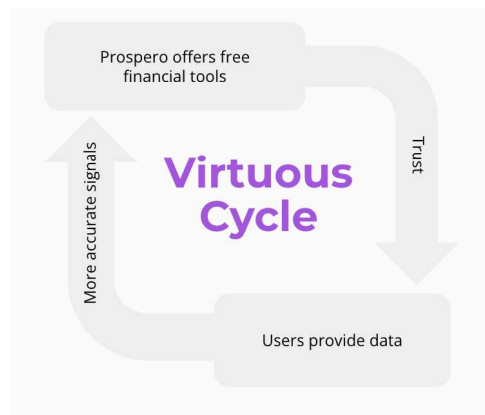 Prospero offers free
financial tools
Trust
Virtuous
Cycle
More accurate signals
Users provide data